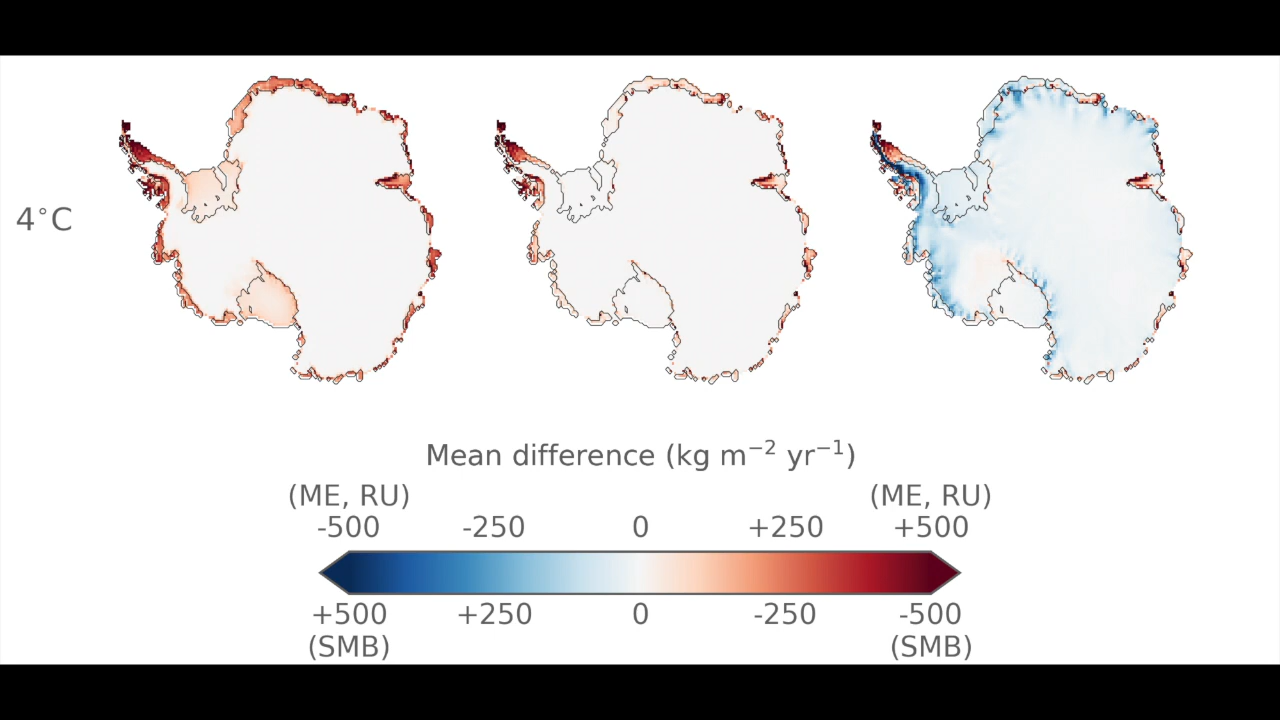 4°C
Mean difference (kg m⁻² yr⁻¹)
(ME, RU) (ME, RU)
-500 -250 0 +250 +500
+500 +250 0 -250 -500
(SMB) (SMB)